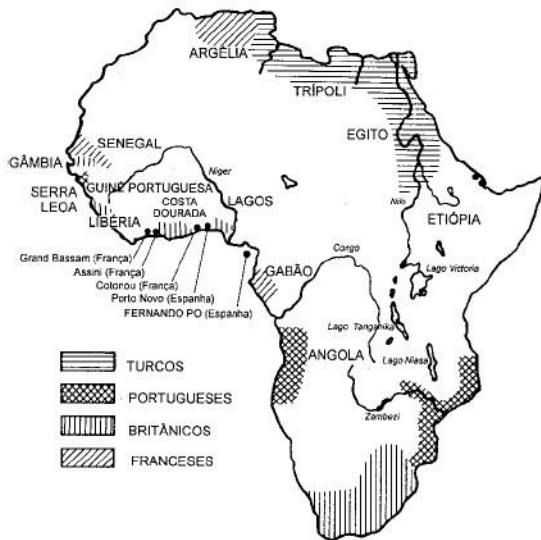 ARGÉLIA
TRÍPOLI
EGITO
SENEGAL
GÂMBIA
Niger
GUINÉ PORTUGUESA
SERRA
LEOA
COSTA
DOURADA
LAGOS
Nilo
LIBÉRIA
ETIÓPIA
Grand Bassam (França)
Assini (França)
Cotonou (França)
Porto Novo (Espanha)
FERNANDO PO (Espanha)
GABÃO
Congo
Lago Victoria
Lago Tanganika
ANGOLA
Lago Niasa
Zambezi
TURCOS
PORTUGUESES
BRITÂNICOS
FRANCESES